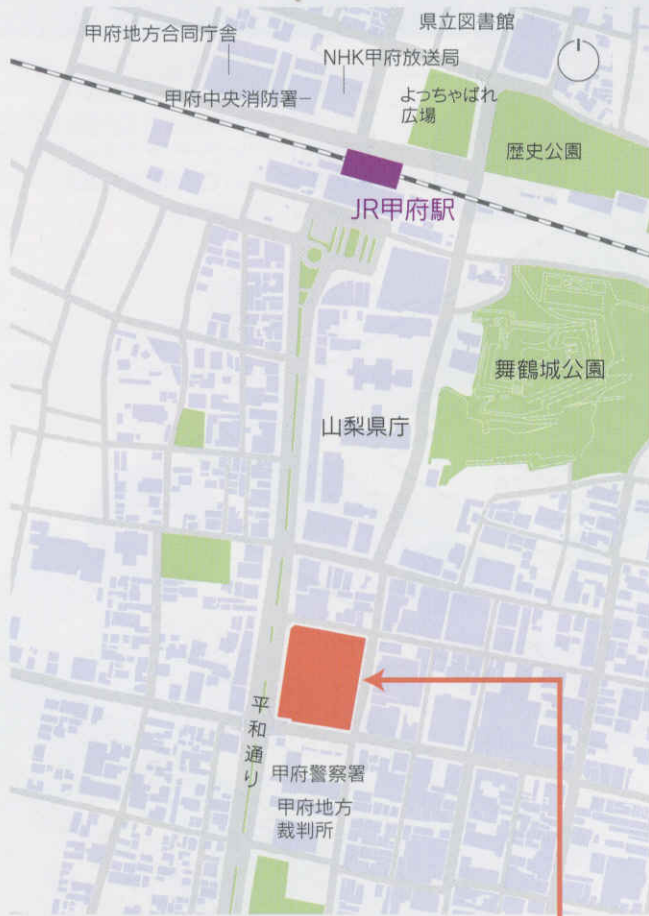 県立図書館
甲府地方合同庁舎
NHK甲府放送局
甲府中央消防署
よっちゃばれ
広場
歴史公園
JR甲府駅
舞鶴城公園
山梨県庁
平和通り
甲府警察署
甲府地方
裁判所